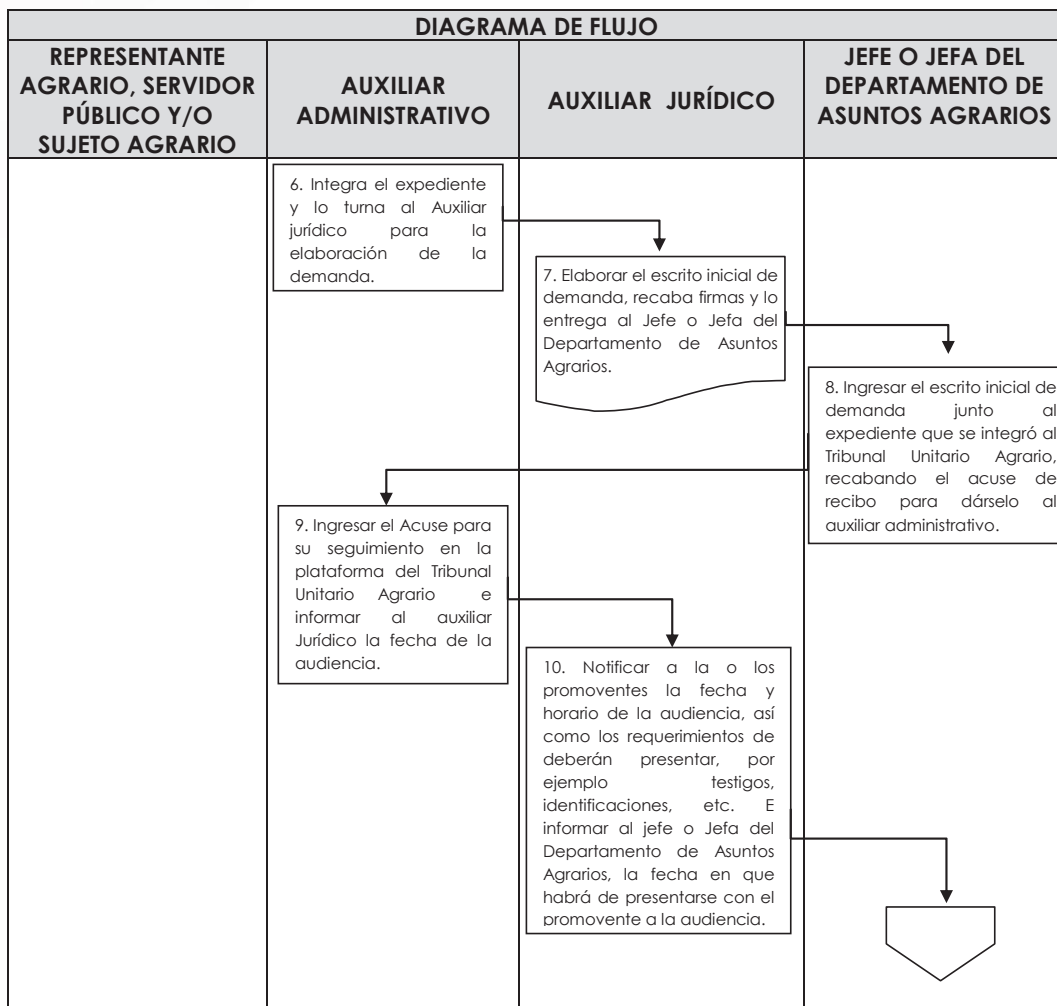 DIAGRAMA DE FLUJO
REPRESENTANTE
AGRARIO, SERVIDOR
PÚBLICO Y/O
SUJETO AGRARIO
AUXILIAR
ADMINISTRATIVO
AUXILIAR JURÍDICO
JEFE O JEFA DEL
DEPARTAMENTO DE
ASUNTOS AGRARIOS
6. Integra el expediente
y lo turna al Auxiliar
jurídico para la
elaboración de la
demanda.
7. Elaborar el escrito inicial de
demanda, recaba firmas y lo
entrega al Jefe o Jefa del
Departamento de Asuntos
Agrarios.
8. Ingresar el escrito inicial de
demanda junto al
expediente que se integró al
Tribunal Unitario Agrario,
recabando el acuse de
recibo para dárselo al
auxiliar administrativo.
9. Ingresar el Acuse para
su seguimiento en la
plataforma del Tribunal
Unitario Agrario e
informar al auxiliar
Jurídico la fecha de la
audiencia.
10. Notificar a la o los
promoventes la fecha y
horario de la audiencia, así
como los requerimientos de
deberán presentar, por
ejemplo testigos,
identificaciones, etc. E
informar al jefe o Jefa del
Departamento de Asuntos
Agrarios, la fecha en que
habrá de presentarse con el
promovente a la audiencia.